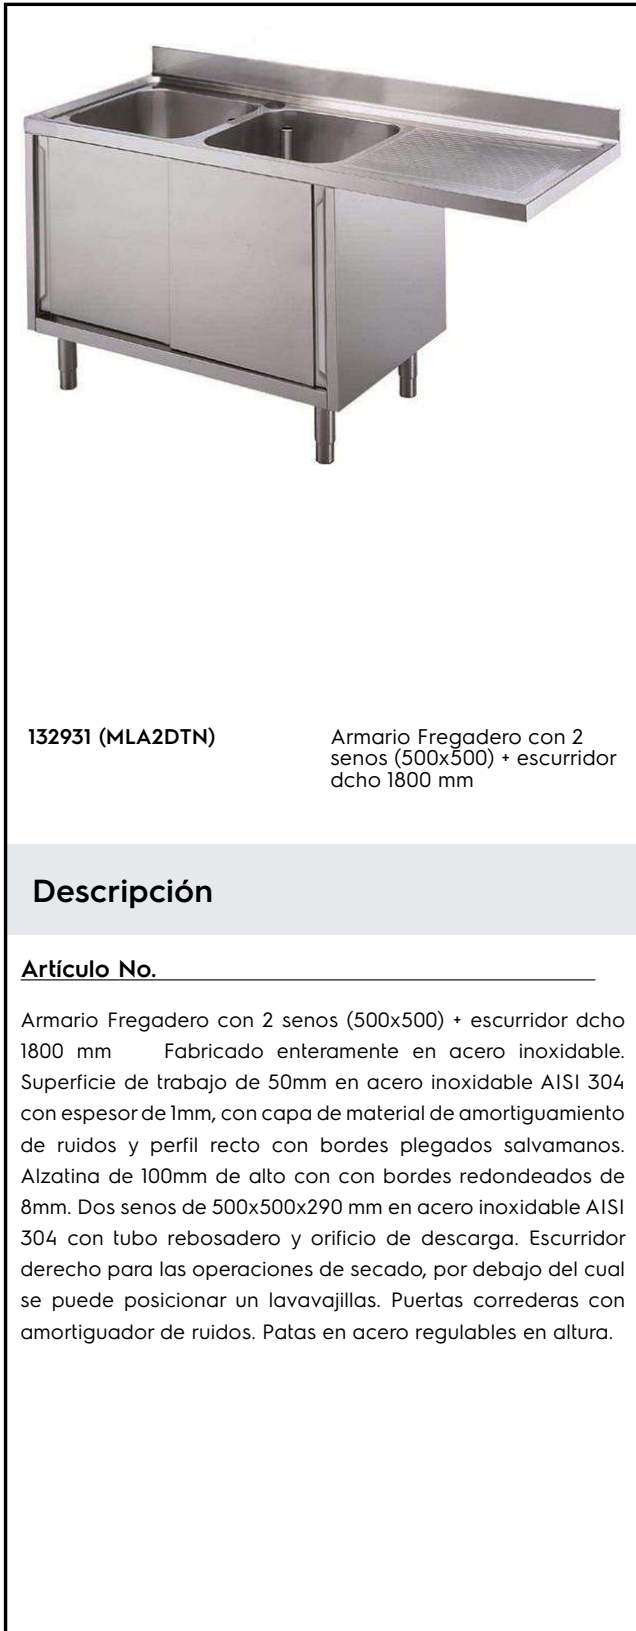 132931 (MLA2DTN)
Armario Fregadero con 2
senos (500x500) + escurridor
dcho 1800 mm
Descripción
Artículo No.
Armario Fregadero con 2 senos (500x500) + escurridor dcho
1800 mm Fabricado enteramente en acero inoxidable.
Superficie de trabajo de 50mm en acero inoxidable AISI 304
con espesor de 1mm, con capa de material de amortiguamiento
de ruidos y perfil recto con bordes plegados salvamanos.
Alzatina de 100mm de alto con con bordes redondeados de
8mm. Dos senos de 500x500x290 mm en acero inoxidable AISI
304 con tubo rebosadero y orificio de descarga. Escurridor
derecho para las operaciones de secado, por debajo del cual
se puede posicionar un lavavajillas. Puertas correderas con
amortiguador de ruidos. Patas en acero regulables en altura.